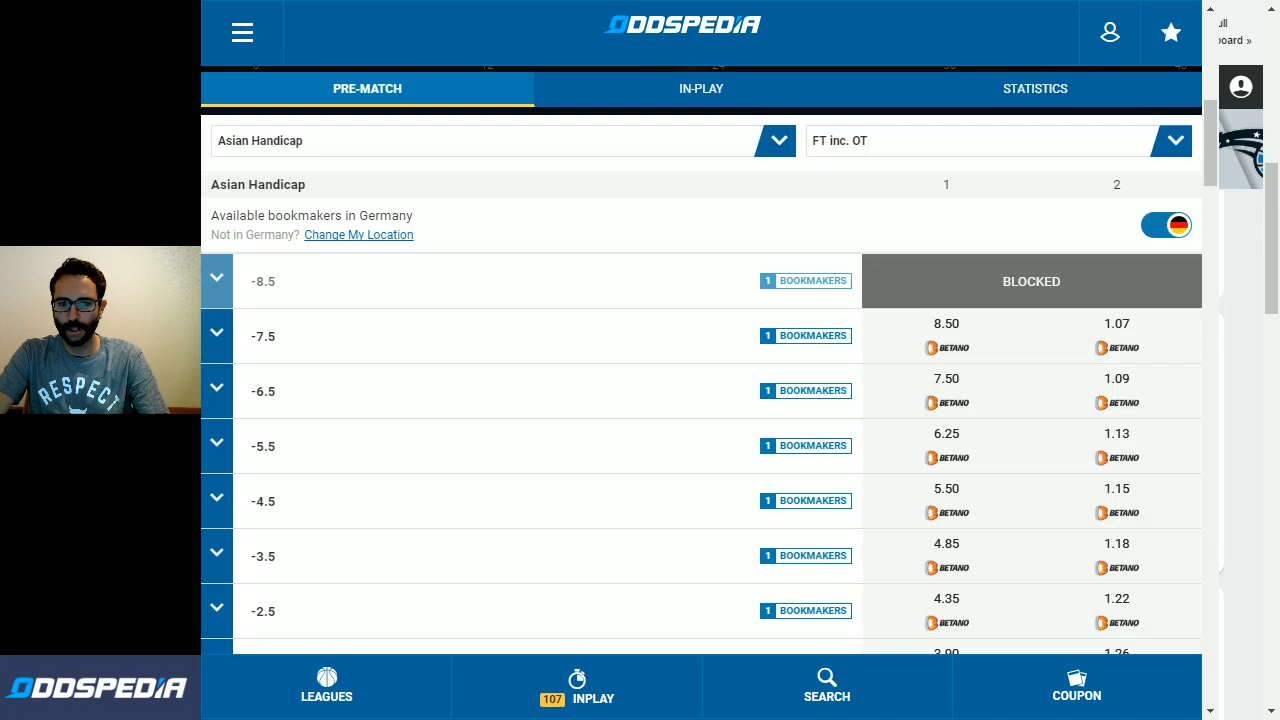 ODDSPEDIA
PRE-MATCH
IN-PLAY
STATISTICS
Asian Handicap
FT inc. OT
Asian Handicap 1 2
Available bookmakers in Germany
Not in Germany? Change My Location
-8.5 1 BOOKMAKERS BLOCKED
-7.5 1 BOOKMAKERS 8.50 1.07
BETANO BETANO
-6.5 1 BOOKMAKERS 7.50 1.09
BETANO BETANO
-5.5 1 BOOKMAKERS 6.25 1.13
BETANO BETANO
-4.5 1 BOOKMAKERS 5.50 1.15
BETANO BETANO
-3.5 1 BOOKMAKERS 4.85 1.18
BETANO BETANO
-2.5 1 BOOKMAKERS 4.35 1.22
BETANO BETANO
3.90 1.26
LEAGUES
107 INPLAY
SEARCH
COUPON
RESPECT
ODDSPEDIA